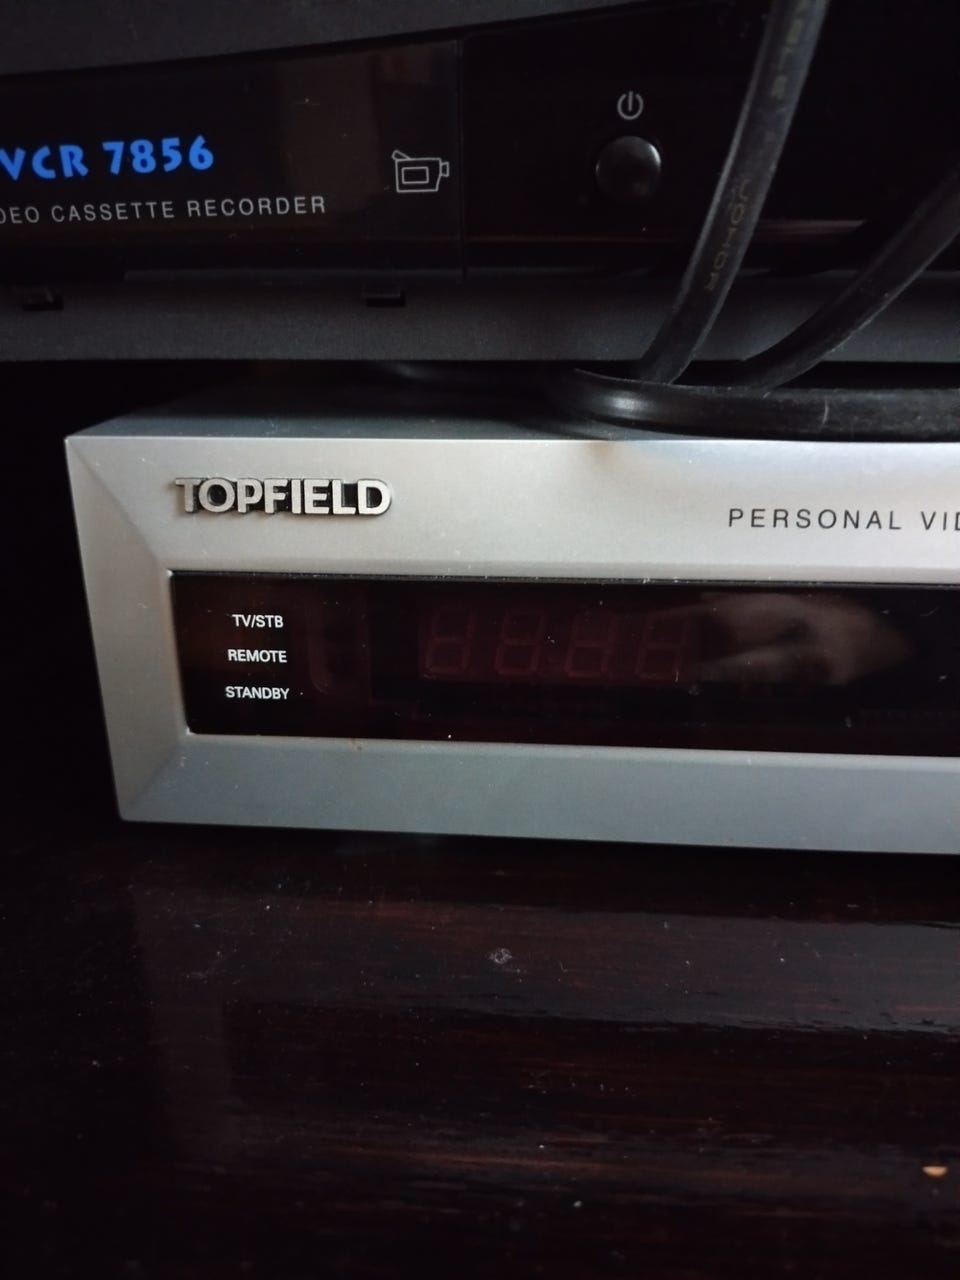 VCR 7856
DEO CASSETTE RECORDER
TOPFIELD
PERSONAL VID
TV/STB
REMOTE
STANDBY